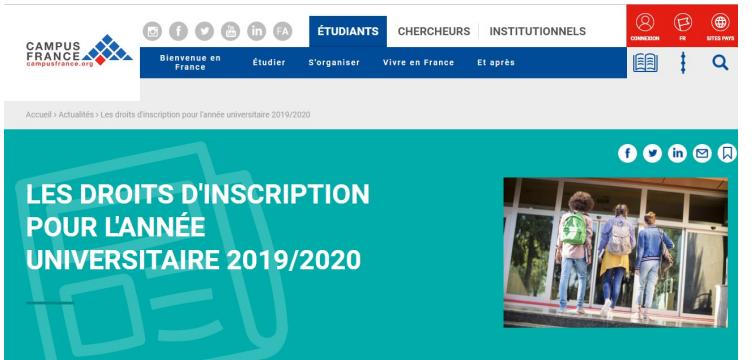 CAMPUS
FRANCE
campusfrance.org
You Tube
FA
ÉTUDIANTS
CHERCHEURS
INSTITUTIONNELS
CONNEXION
FR
SITES PAYS
Bienvenue en
France
Étudier
S'organiser
Vivre en France
Et après
Accueil > Actualités > Les droits d'inscription pour l'année universitaire 2019/2020
LES DROITS D'INSCRIPTION
POUR L'ANNÉE
UNIVERSITAIRE 2019/2020